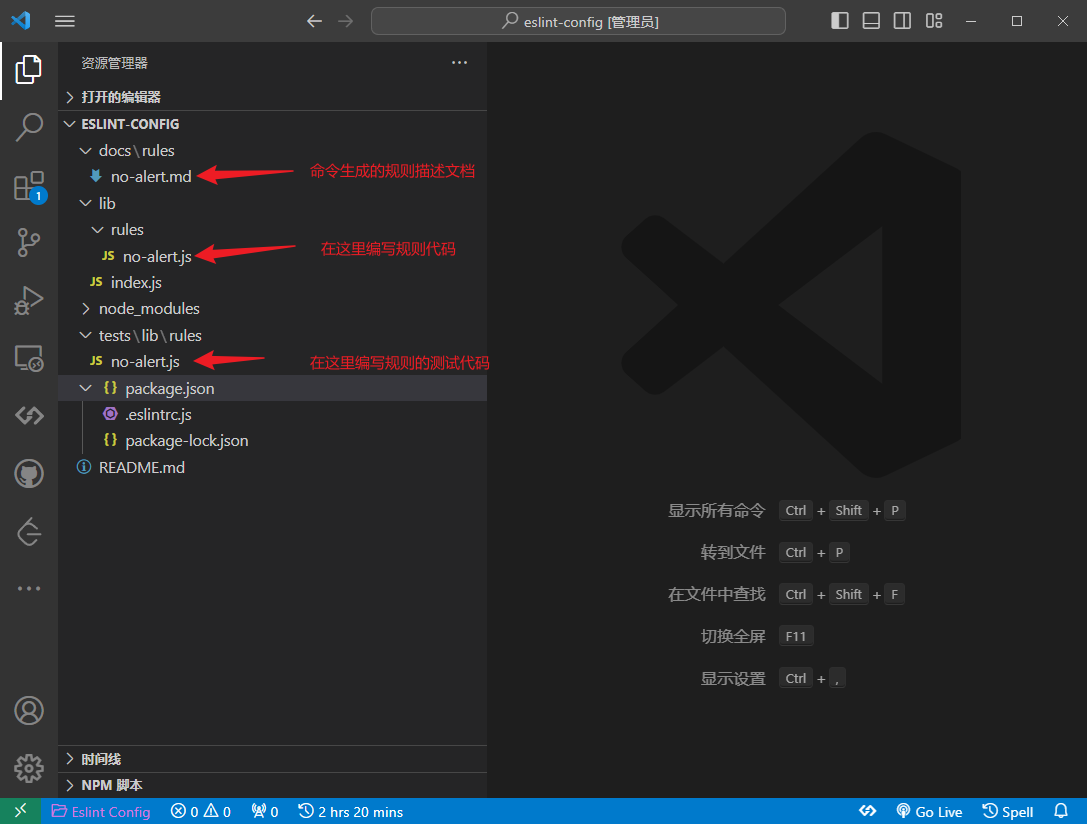 eslint-config [管理员]
资源管理器
打开的编辑器
ESLINT-CONFIG
docs\rules
no-alert.md
命令生成的规则描述文档
lib
rules
JS no-alert.js
在这里编写规则代码
JS index.js
node_modules
tests\lib\rules
JS no-alert.js
在这里编写规则的测试代码
{} package.json
.eslintrc.js
{} package-lock.json
README.md
1
显示所有命令 Ctrl + Shift + P
转到文件 Ctrl + P
在文件中查找 Ctrl + Shift + F
切换全屏 F11
显示设置 Ctrl + ,
时间线
NPM 脚本
Eslint Config 0 0 0 2 hrs 20 mins Go Live Spell